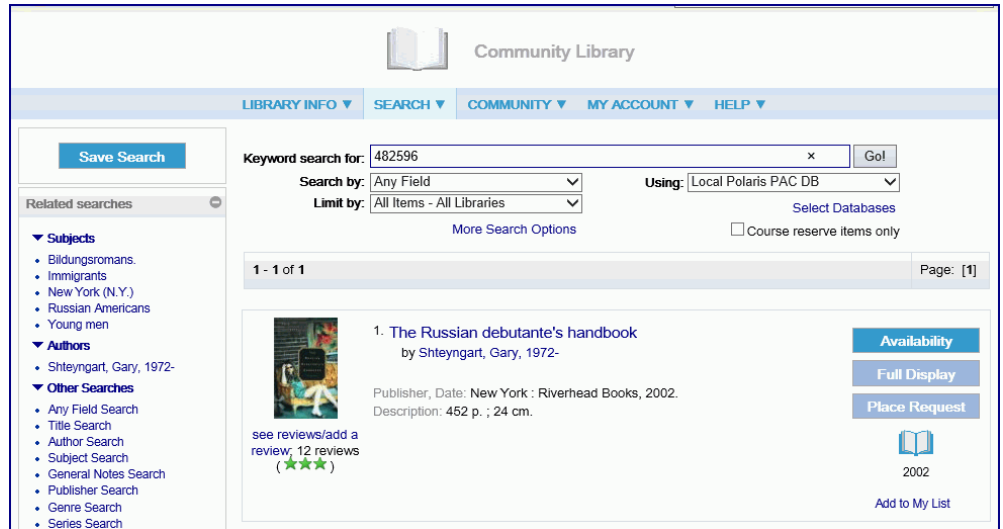 Community Library
LIBRARY INFO ▼ SEARCH ▼ COMMUNITY ▼ MY ACCOUNT ▼ HELP ▼
Save Search
Related searches
▼ Subjects
• Bildungsromans.
• Immigrants
• New York (N.Y.)
• Russian Americans
• Young men
▼ Authors
• Shteyngart, Gary, 1972-
▼ Other Searches
• Any Field Search
• Title Search
• Author Search
• Subject Search
• General Notes Search
• Publisher Search
• Genre Search
• Series Search
Keyword search for: 482596 × Go!
Search by: Any Field Using: Local Polaris PAC DB
Limit by: All Items - All Libraries Select Databases
More Search Options Course reserve items only
1 - 1 of 1 Page: [1]
1. The Russian debutante's handbook
by Shteyngart, Gary, 1972-
Publisher, Date: New York : Riverhead Books, 2002.
Description: 452 p. ; 24 cm.
see reviews/add a
review; 12 reviews
(★★★)
Availability
Full Display
Place Request
2002
Add to My List